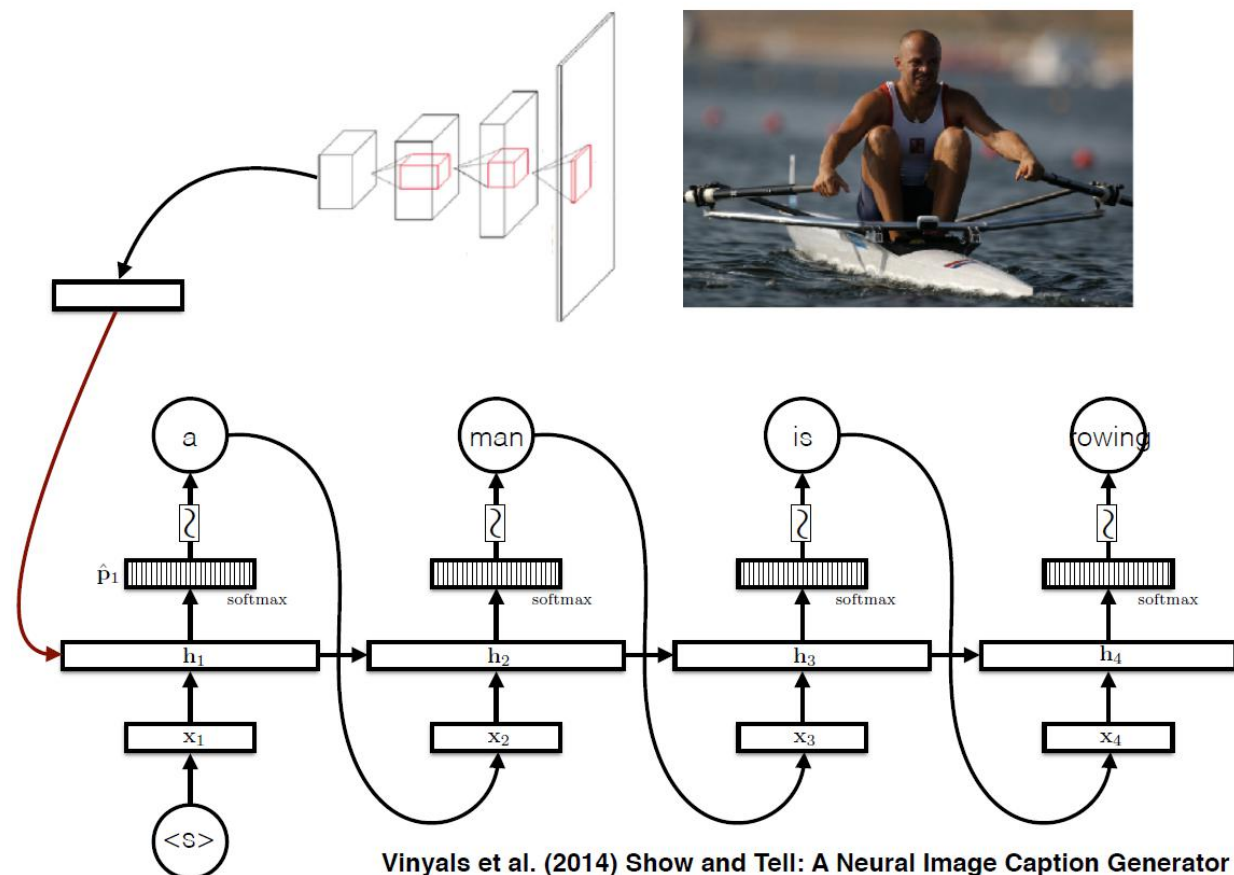 a man is rowing
p̂₁ softmax softmax softmax softmax
h₁ h₂ h₃ h₄
x₁ x₂ x₃ x₄
<s>
Vinyals et al. (2014) Show and Tell: A Neural Image Caption Generator